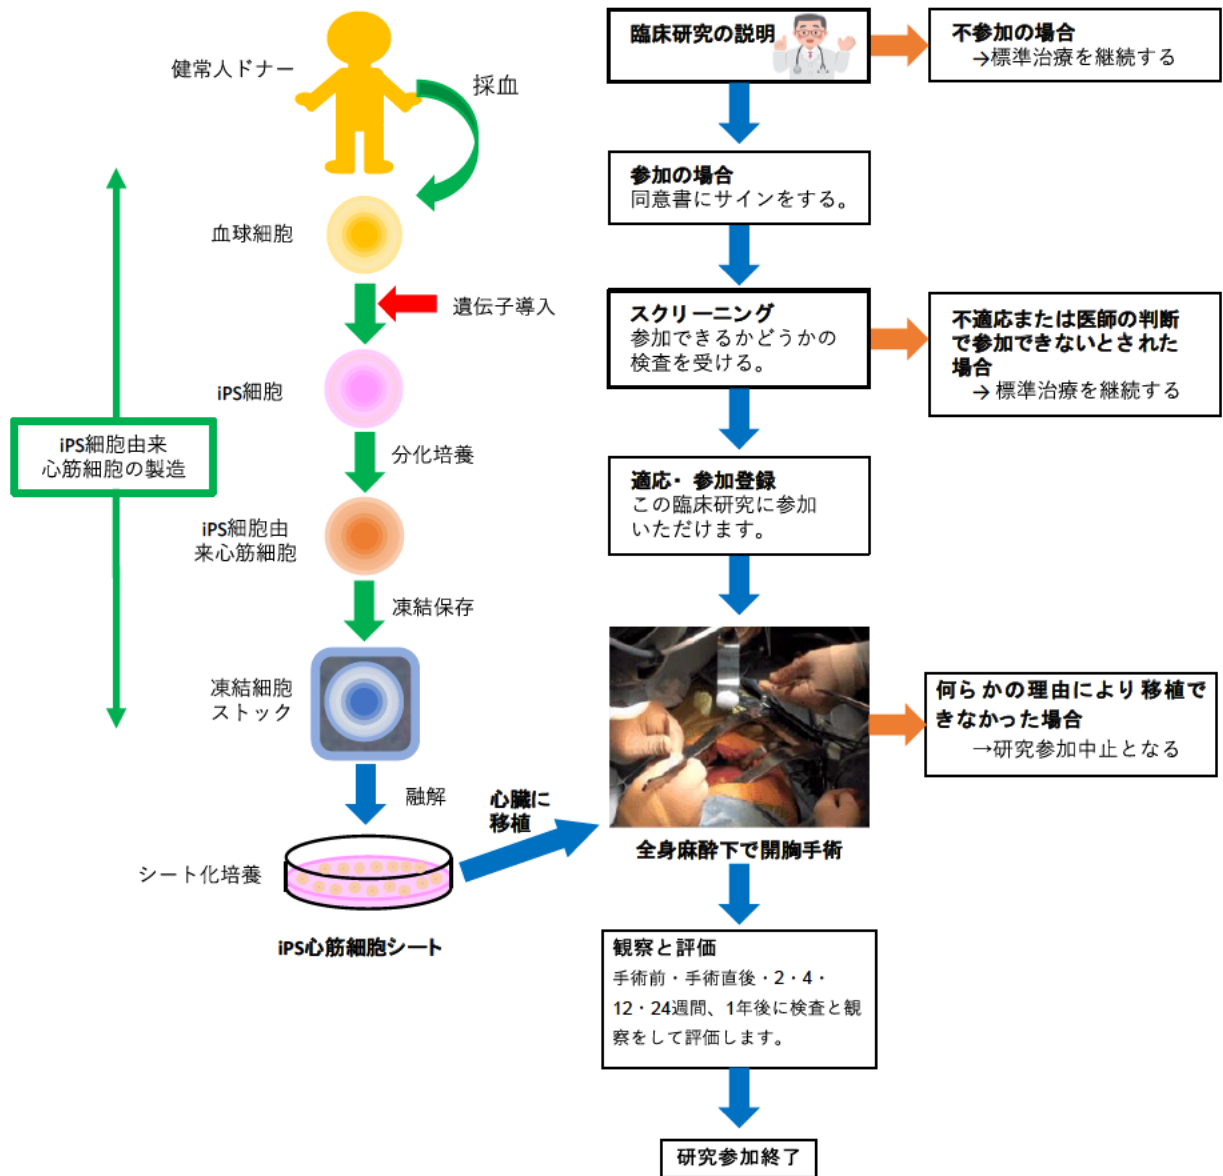 健常人ドナー
採血
血球細胞
遺伝子導入
iPS細胞
分化培養
iPS細胞由来
心筋細胞の製造
iPS細胞由
来心筋細胞
凍結保存
凍結細胞
ストック
融解
心臓に
移植
シート化培養
iPS心筋細胞シート
臨床研究の説明
不参加の場合
→標準治療を継続する
参加の場合
同意書にサインをする。
スクリーニング
参加できるかどうかの
検査を受ける。
不適応または医師の判断
で参加できないとされた
場合
→ 標準治療を継続する
適応・ 参加登録
この臨床研究に参加
いただけます。
何らかの理由により移植で
きなかった場合
→研究参加中止となる
全身麻酔下で開胸手術
観察と評価
手術前・手術直後・2・4・
12・24週間、1年後に検査と観
察をして評価します。
研究参加終了